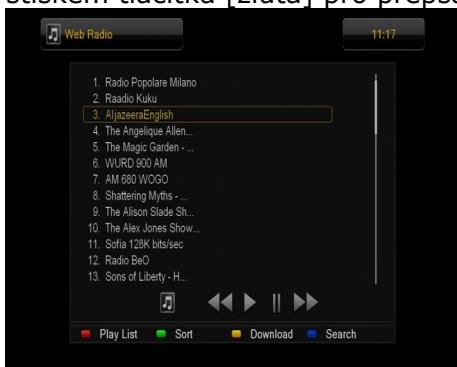 stiskem tlačítka [žlutá] pro přepsá
Web Radio
11:17
1. Radio Popolare Milano
2. Raadio Kuku
3. AljazeeraEnglish
4. The Angelique Allen...
5. The Magic Garden - ...
6. WURD 900 AM
7. AM 680 WOGO
8. Shattering Myths - ...
9. The Alison Slade Sh...
10. The Alex Jones Show...
11. Sofia 128K bits/sec
12. Radio BeO
13. Sons of Liberty - H...
Play List Sort Download Search